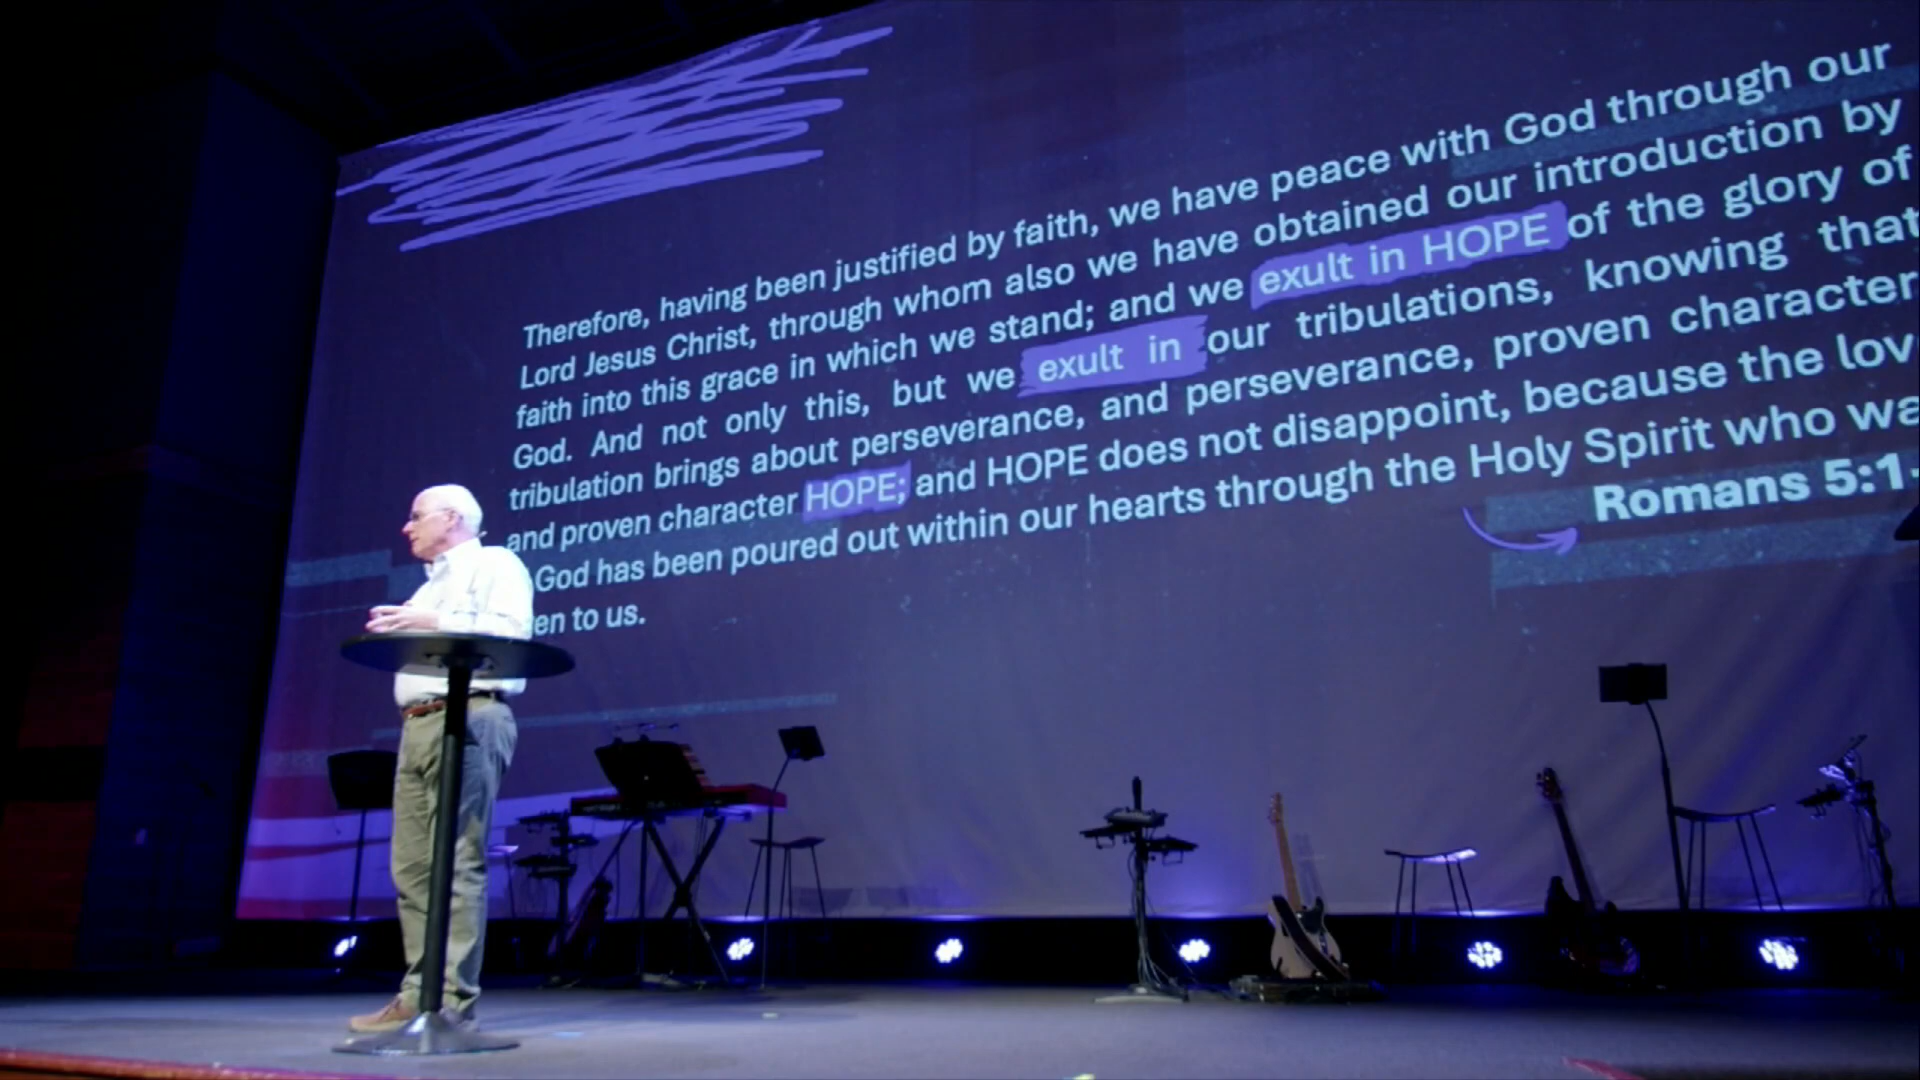 Therefore, having been justified by faith, we have peace with God through our
Lord Jesus Christ, through whom also we have obtained our introduction by
faith into this grace in which we stand; and we exult in HOPE of the glory of
God. And not only this, but we exult in our tribulations, knowing that
tribulation brings about perseverance, and perseverance, proven character
and proven character HOPE; and HOPE does not disappoint, because the lov
God has been poured out within our hearts through the Holy Spirit who wa
en to us.
Romans 5:1-